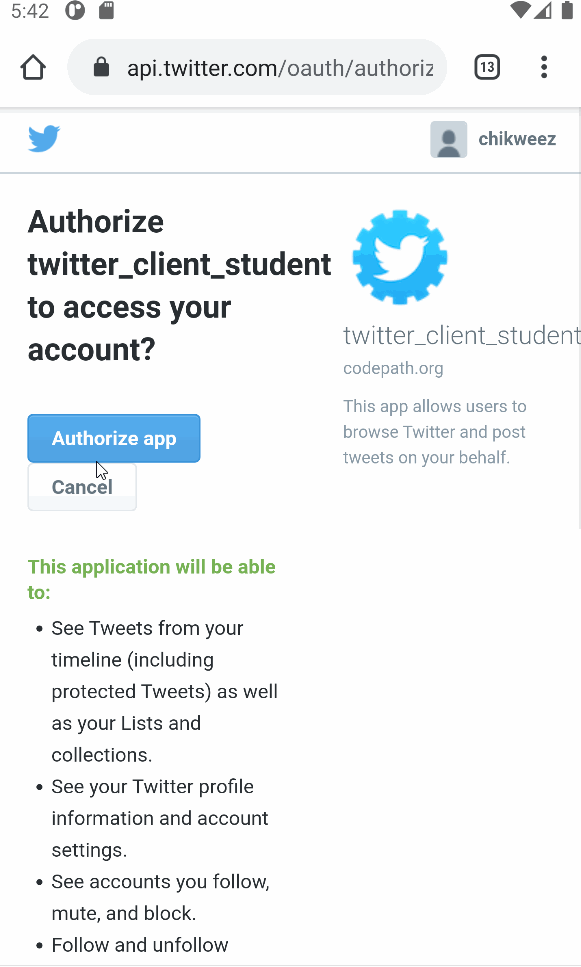 5:42
api.twitter.com/oauth/authoriz
13
chikweez
Authorize
twitter_client_student
to access your
account?
twitter_client_student
codepath.org
This app allows users to
browse Twitter and post
tweets on your behalf.
Authorize app
Cancel
This application will be able
to:
See Tweets from your
timeline (including
protected Tweets) as well
as your Lists and
collections.
See your Twitter profile
information and account
settings.
See accounts you follow,
mute, and block.
Follow and unfollow